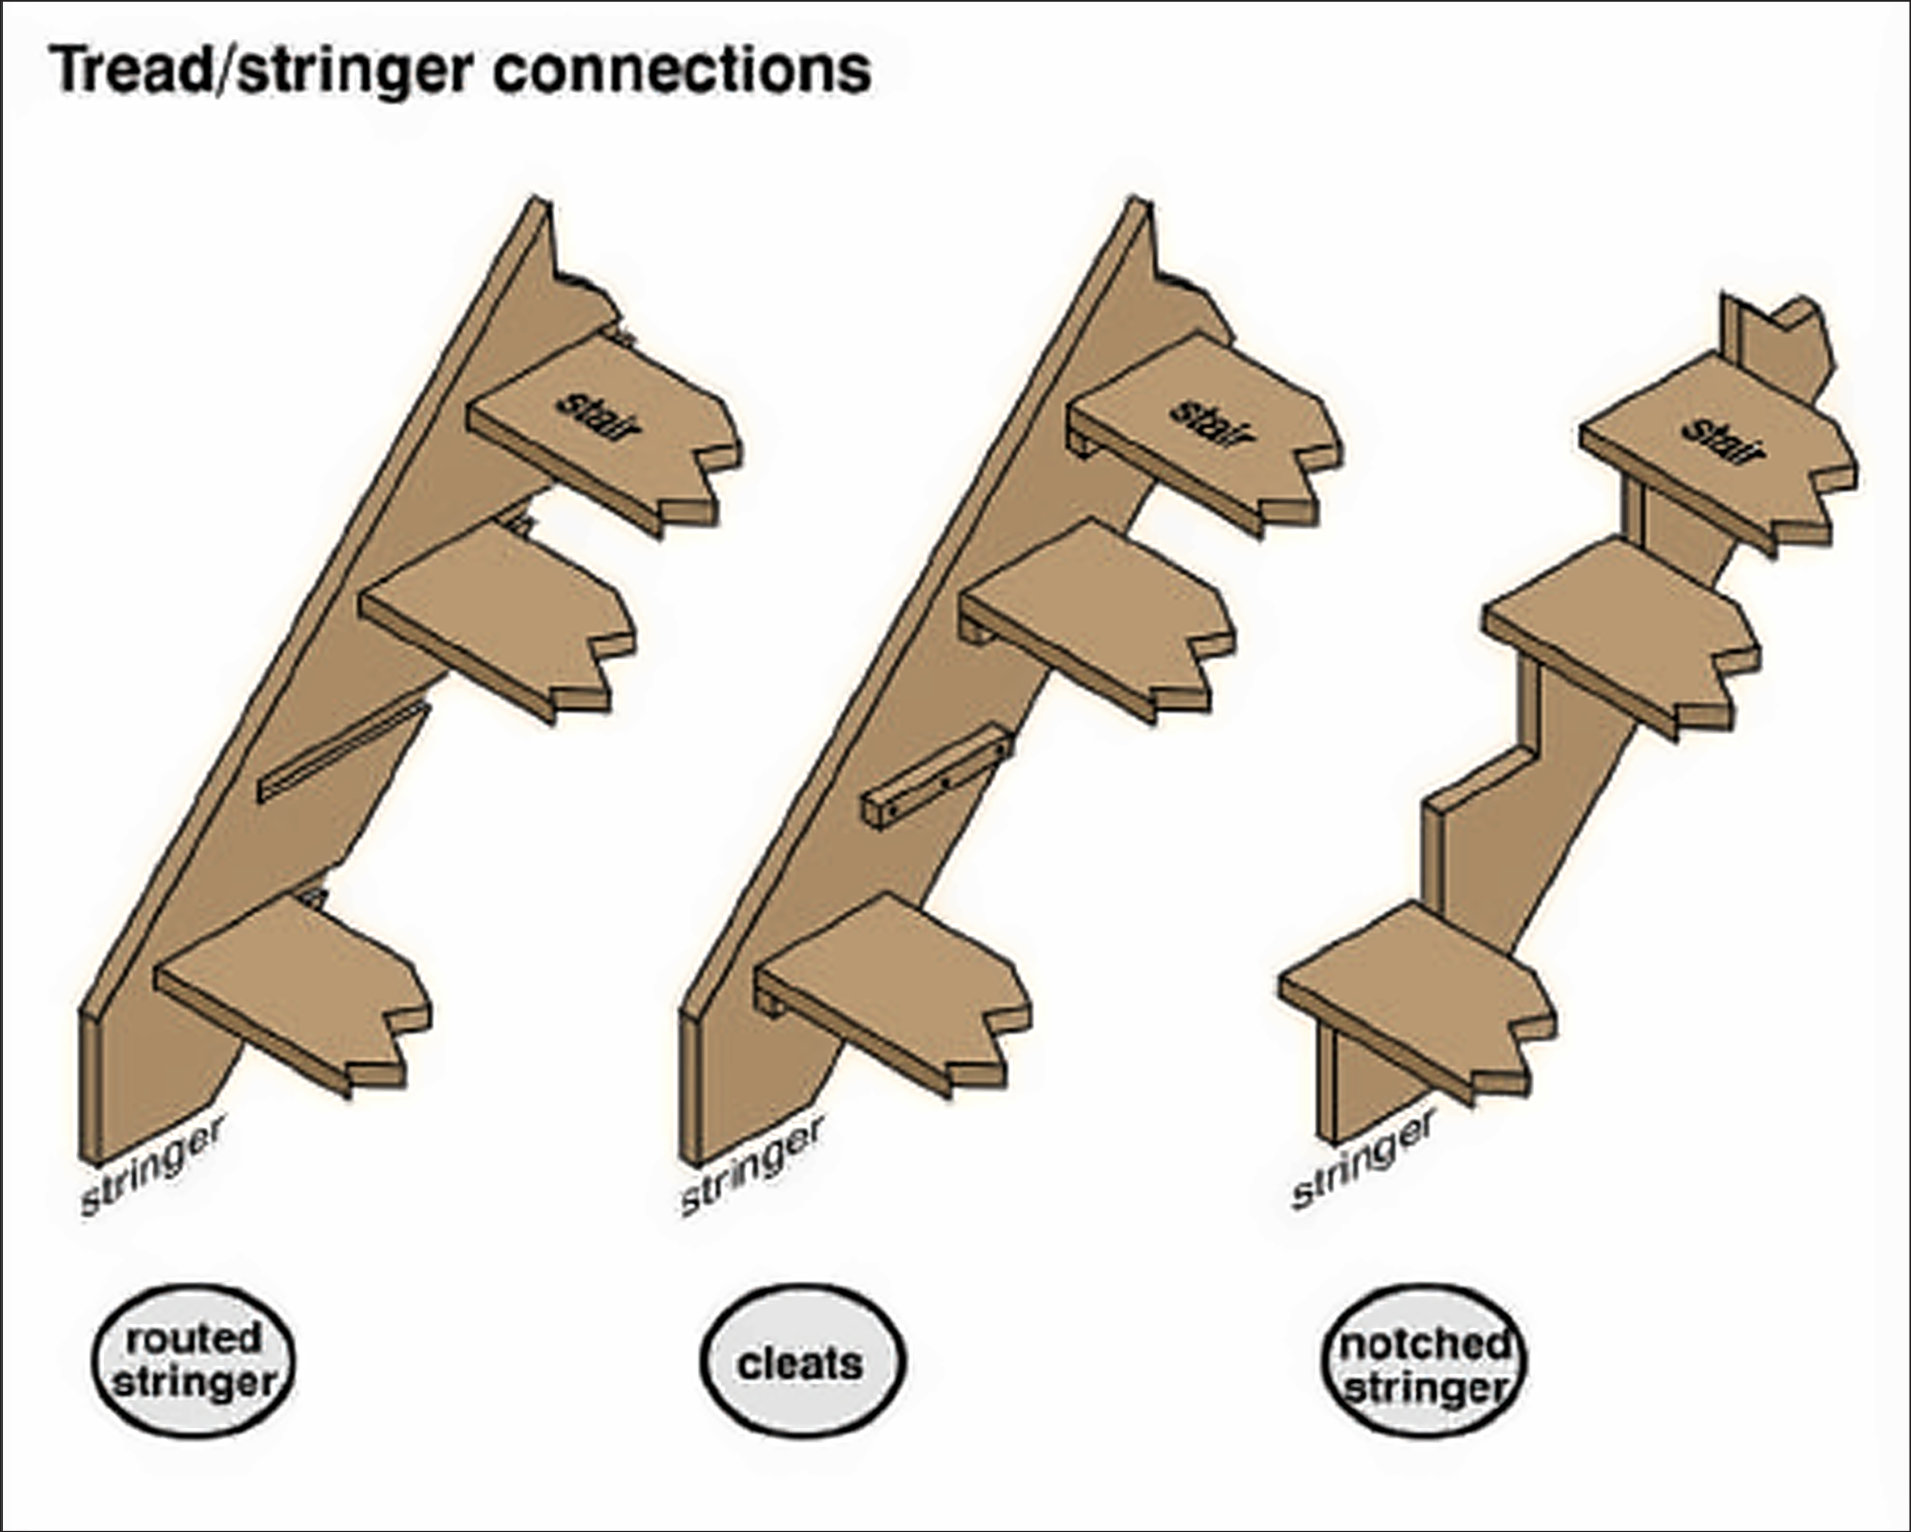 Tread/stringer connections
stair
stair
stair
stringer
stringer
stringer
routed
stringer
cleats
notched
stringer